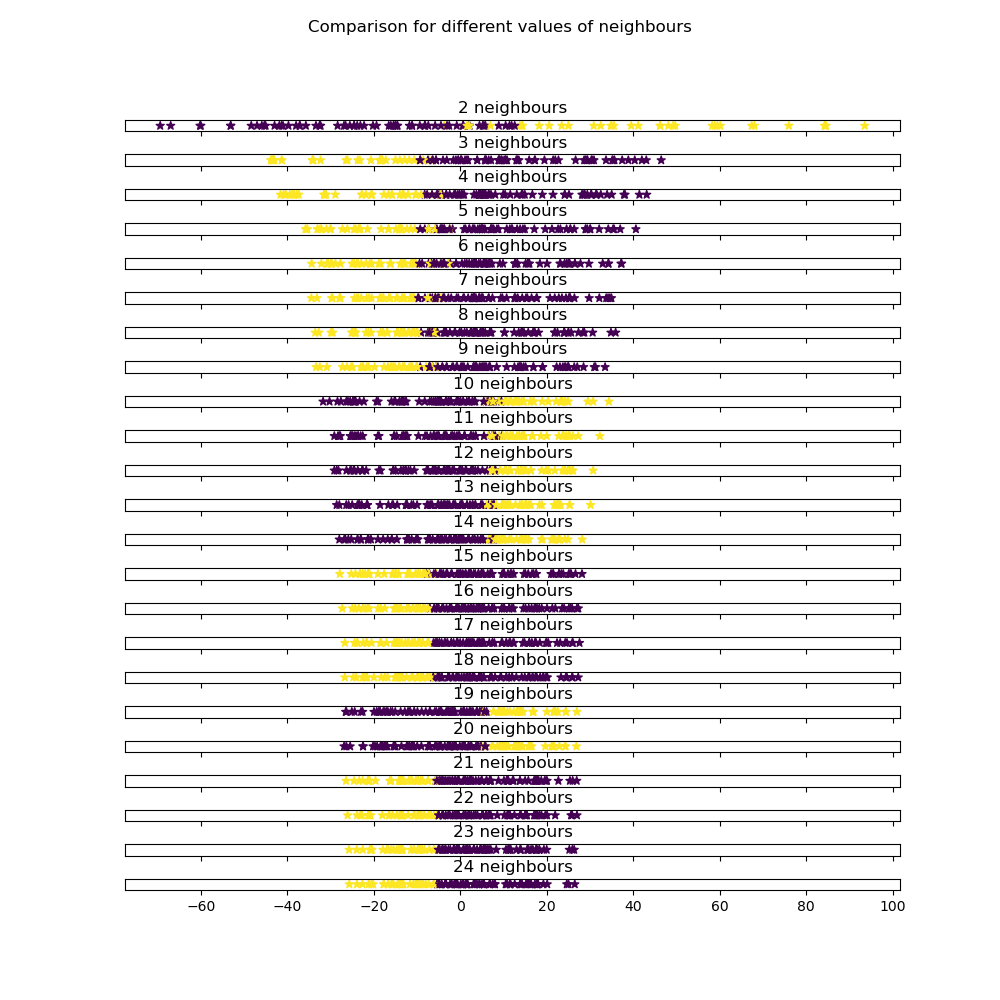 Comparison for different values of neighbours
2 neighbours
3 neighbours
4 neighbours
5 neighbours
6 neighbours
7 neighbours
8 neighbours
9 neighbours
10 neighbours
11 neighbours
12 neighbours
13 neighbours
14 neighbours
15 neighbours
16 neighbours
17 neighbours
18 neighbours
19 neighbours
20 neighbours
21 neighbours
22 neighbours
23 neighbours
24 neighbours
−60 −40 −20 0 20 40 60 80 100